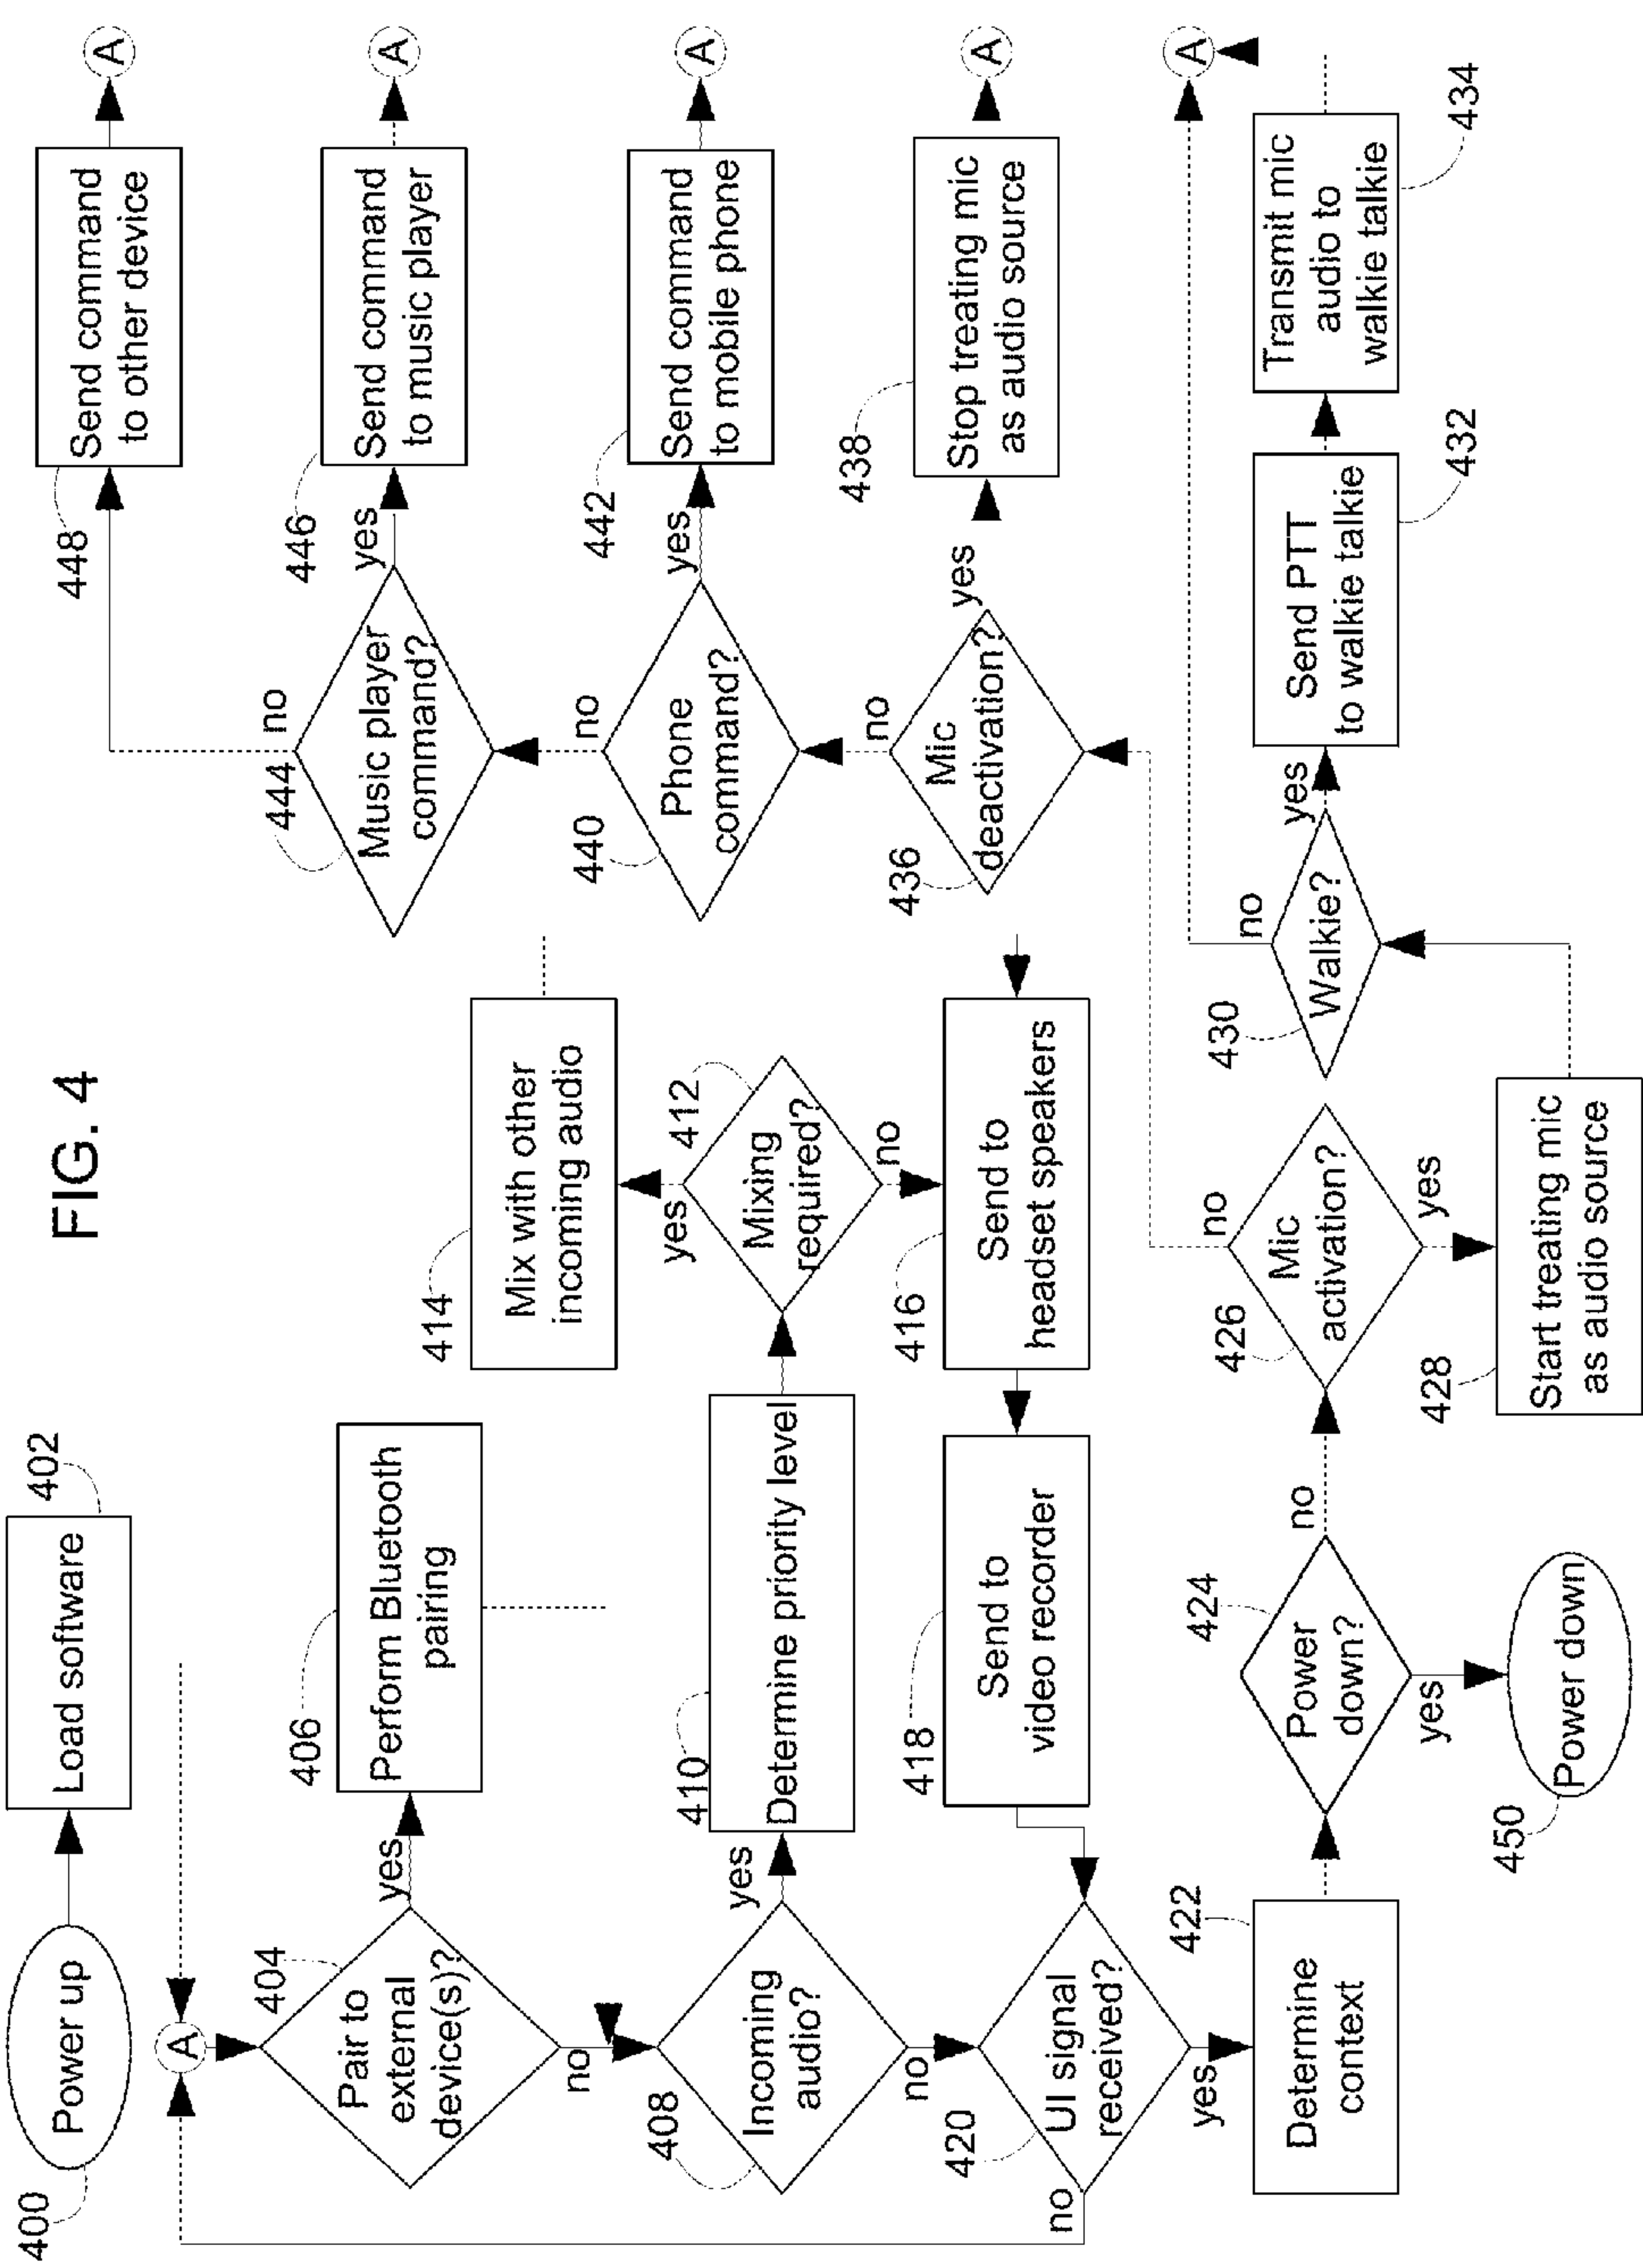 FIG. 4
400
Power up
Load software
402
A
404
Pair to
external
device(s)?
yes
no
406
Perform Bluetooth
pairing
408
Incoming
audio?
yes
no
410
Determine priority level
412
Mixing
required?
yes
no
414
Mix with other
incoming audio
416
Send to
headset speakers
418
Send to
video recorder
420
UI signal
received?
no
yes
422
Determine
context
424
Power
down?
no
yes
450
Power down
426
Mic
activation?
no
yes
428
Start treating mic
as audio source
430
Walkie?
no
yes
A
432
Send PTT
to walkie talkie
434
Transmit mic
audio to
walkie talkie
436
Mic
deactivation?
no
yes
438
Stop treating mic
as audio source
A
440
Phone
command?
no
yes
442
Send command
to mobile phone
A
444
Music player
command?
no
yes
446
Send command
to music player
A
448
Send command
to other device
A